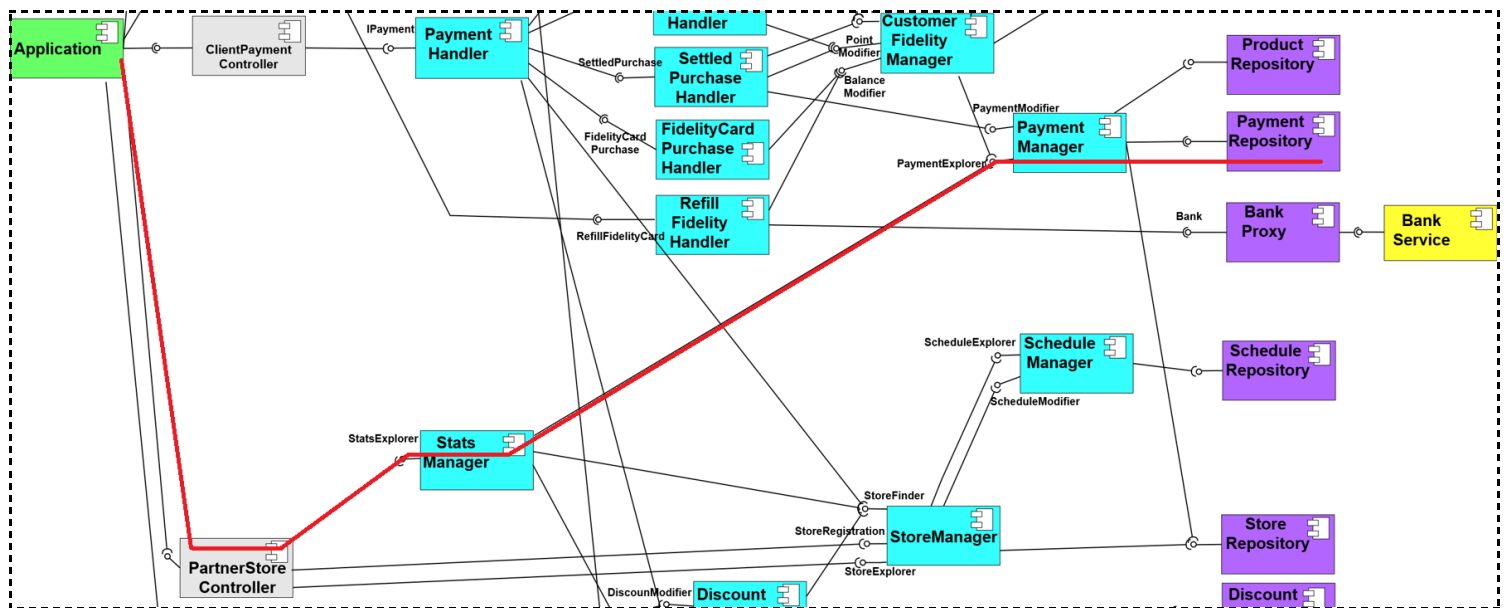 Application
ClientPayment
Controller
IPayment
Payment
Handler
SettledPurchase
FidelityCard
Purchase
Handler
Settled
Purchase
Handler
FidelityCard
Purchase
Handler
Refill
Fidelity
Handler
RefillFidelityCard
Customer
Fidelity
Manager
Point
Modifier
Balance
Modifier
PaymentModifier
PaymentExplorer
Payment
Manager
Product
Repository
Payment
Repository
Bank
Bank
Proxy
Bank
Service
ScheduleExplorer
Schedule
Manager
ScheduleModifier
Schedule
Repository
StatsExplorer
Stats
Manager
StoreFinder
StoreRegistration
StoreManager
StoreExplorer
Store
Repository
PartnerStore
Controller
DiscounModifier
Discount
Discount